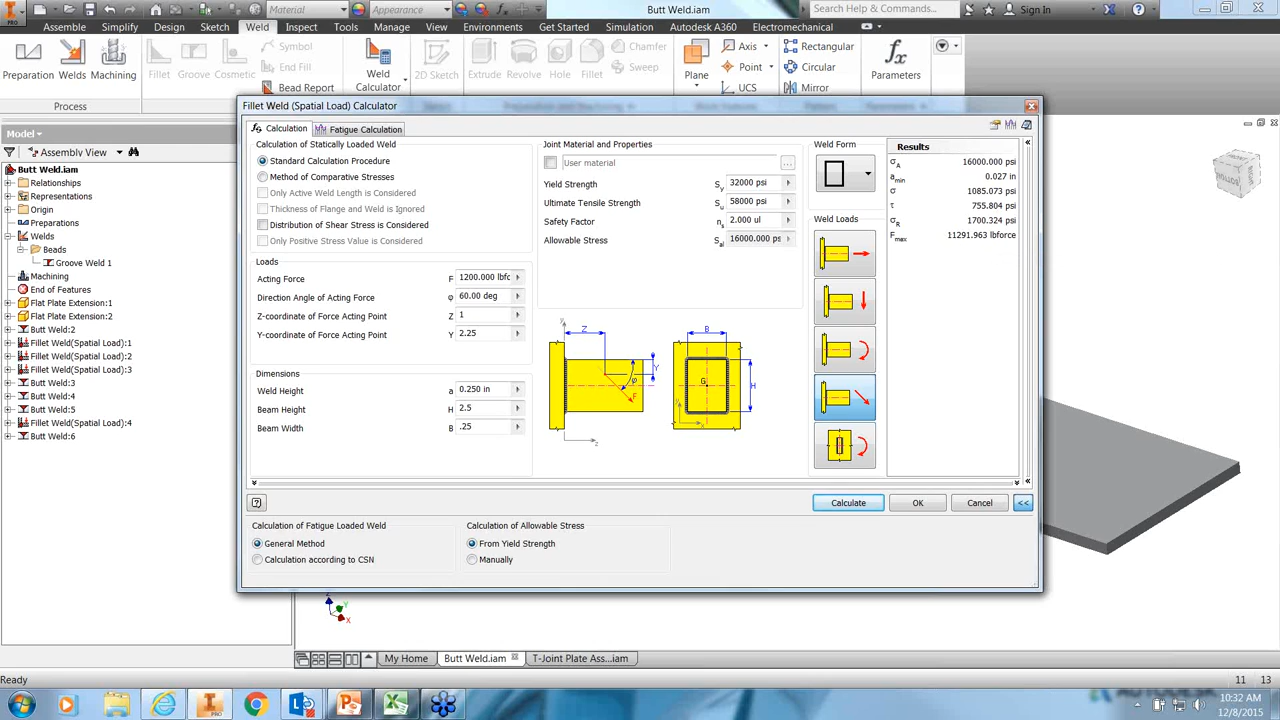 Material
Appearance
Butt Weld.iam
Search Help & Commands...
Sign In
PRO
Assemble Simplify Design Sketch Weld Inspect Tools Manage View Environments Get Started Simulation Autodesk A360 Electromechanical
Preparation Welds Machining
Fillet Groove Cosmetic
Symbol
End Fill
Bead Report
Weld Calculator
2D Sketch
Extrude Revolve Hole Fillet
Chamfer
Sweep
Plane
Axis
Point
UCS
Rectangular
Circular
Mirror
Parameters
Process
Model
Assembly View
Butt Weld.iam
Relationships
Representations
Origin
Preparations
Welds
Beads
Groove Weld 1
Machining
End of Features
Flat Plate Extension:1
Flat Plate Extension:2
Butt Weld:2
Fillet Weld(Spatial Load):1
Fillet Weld(Spatial Load):2
Fillet Weld(Spatial Load):3
Butt Weld:3
Butt Weld:4
Butt Weld:5
Fillet Weld(Spatial Load):4
Butt Weld:6
Fillet Weld (Spatial Load) Calculator
Calculation Fatigue Calculation
Calculation of Statically Loaded Weld
Standard Calculation Procedure
Method of Comparative Stresses
Only Active Weld Length is Considered
Thickness of Flange and Weld is Ignored
Distribution of Shear Stress is Considered
Only Positive Stress Value is Considered
Loads
Acting Force F 1200.000 lbfc
Direction Angle of Acting Force φ 60.00 deg
Z-coordinate of Force Acting Point Z 1
Y-coordinate of Force Acting Point Y 2.25
Dimensions
Weld Height a 0.250 in
Beam Height H 2.5
Beam Width B .25
Joint Material and Properties
User material ...
Yield Strength Sy 32000 psi
Ultimate Tensile Strength Su 58000 psi
Safety Factor ns 2.000 ul
Allowable Stress Sal 16000.000 ps
y Z Y φ F z
B G H y x
Weld Form
Weld Loads
Results
σA 16000.000 psi
amin 0.027 in
σ 1085.073 psi
τ 755.804 psi
σR 1700.324 psi
Fmax 11291.963 lbforce
Calculate OK Cancel <<
Calculation of Fatigue Loaded Weld
General Method
Calculation according to CSN
Calculation of Allowable Stress
From Yield Strength
Manually
Z Y X
My Home Butt Weld.iam T-Joint Plate Ass...iam
Ready 11 13
PRO
10:32 AM
12/8/2015